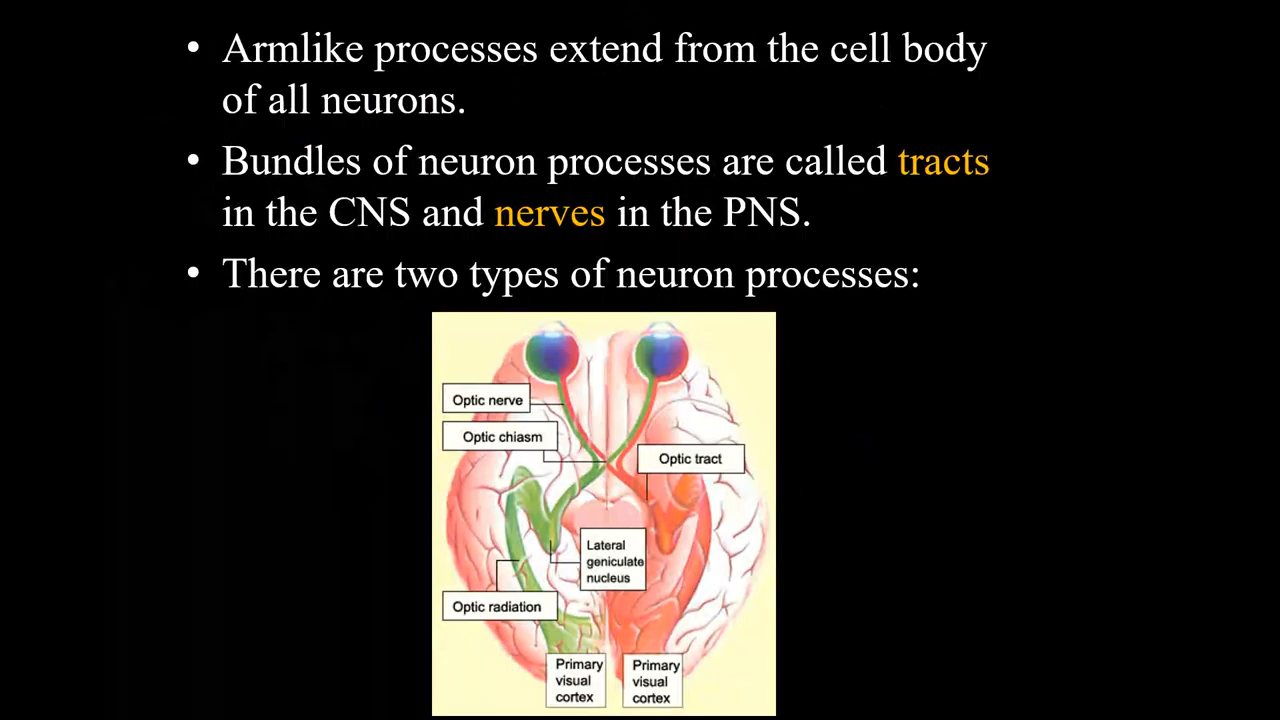 • Armlike processes extend from the cell body
of all neurons.
• Bundles of neuron processes are called tracts
in the CNS and nerves in the PNS.
• There are two types of neuron processes:
Optic nerve
Optic chiasm
Optic tract
Lateral
geniculate
nucleus
Optic radiation
Primary
visual
cortex
Primary
visual
cortex